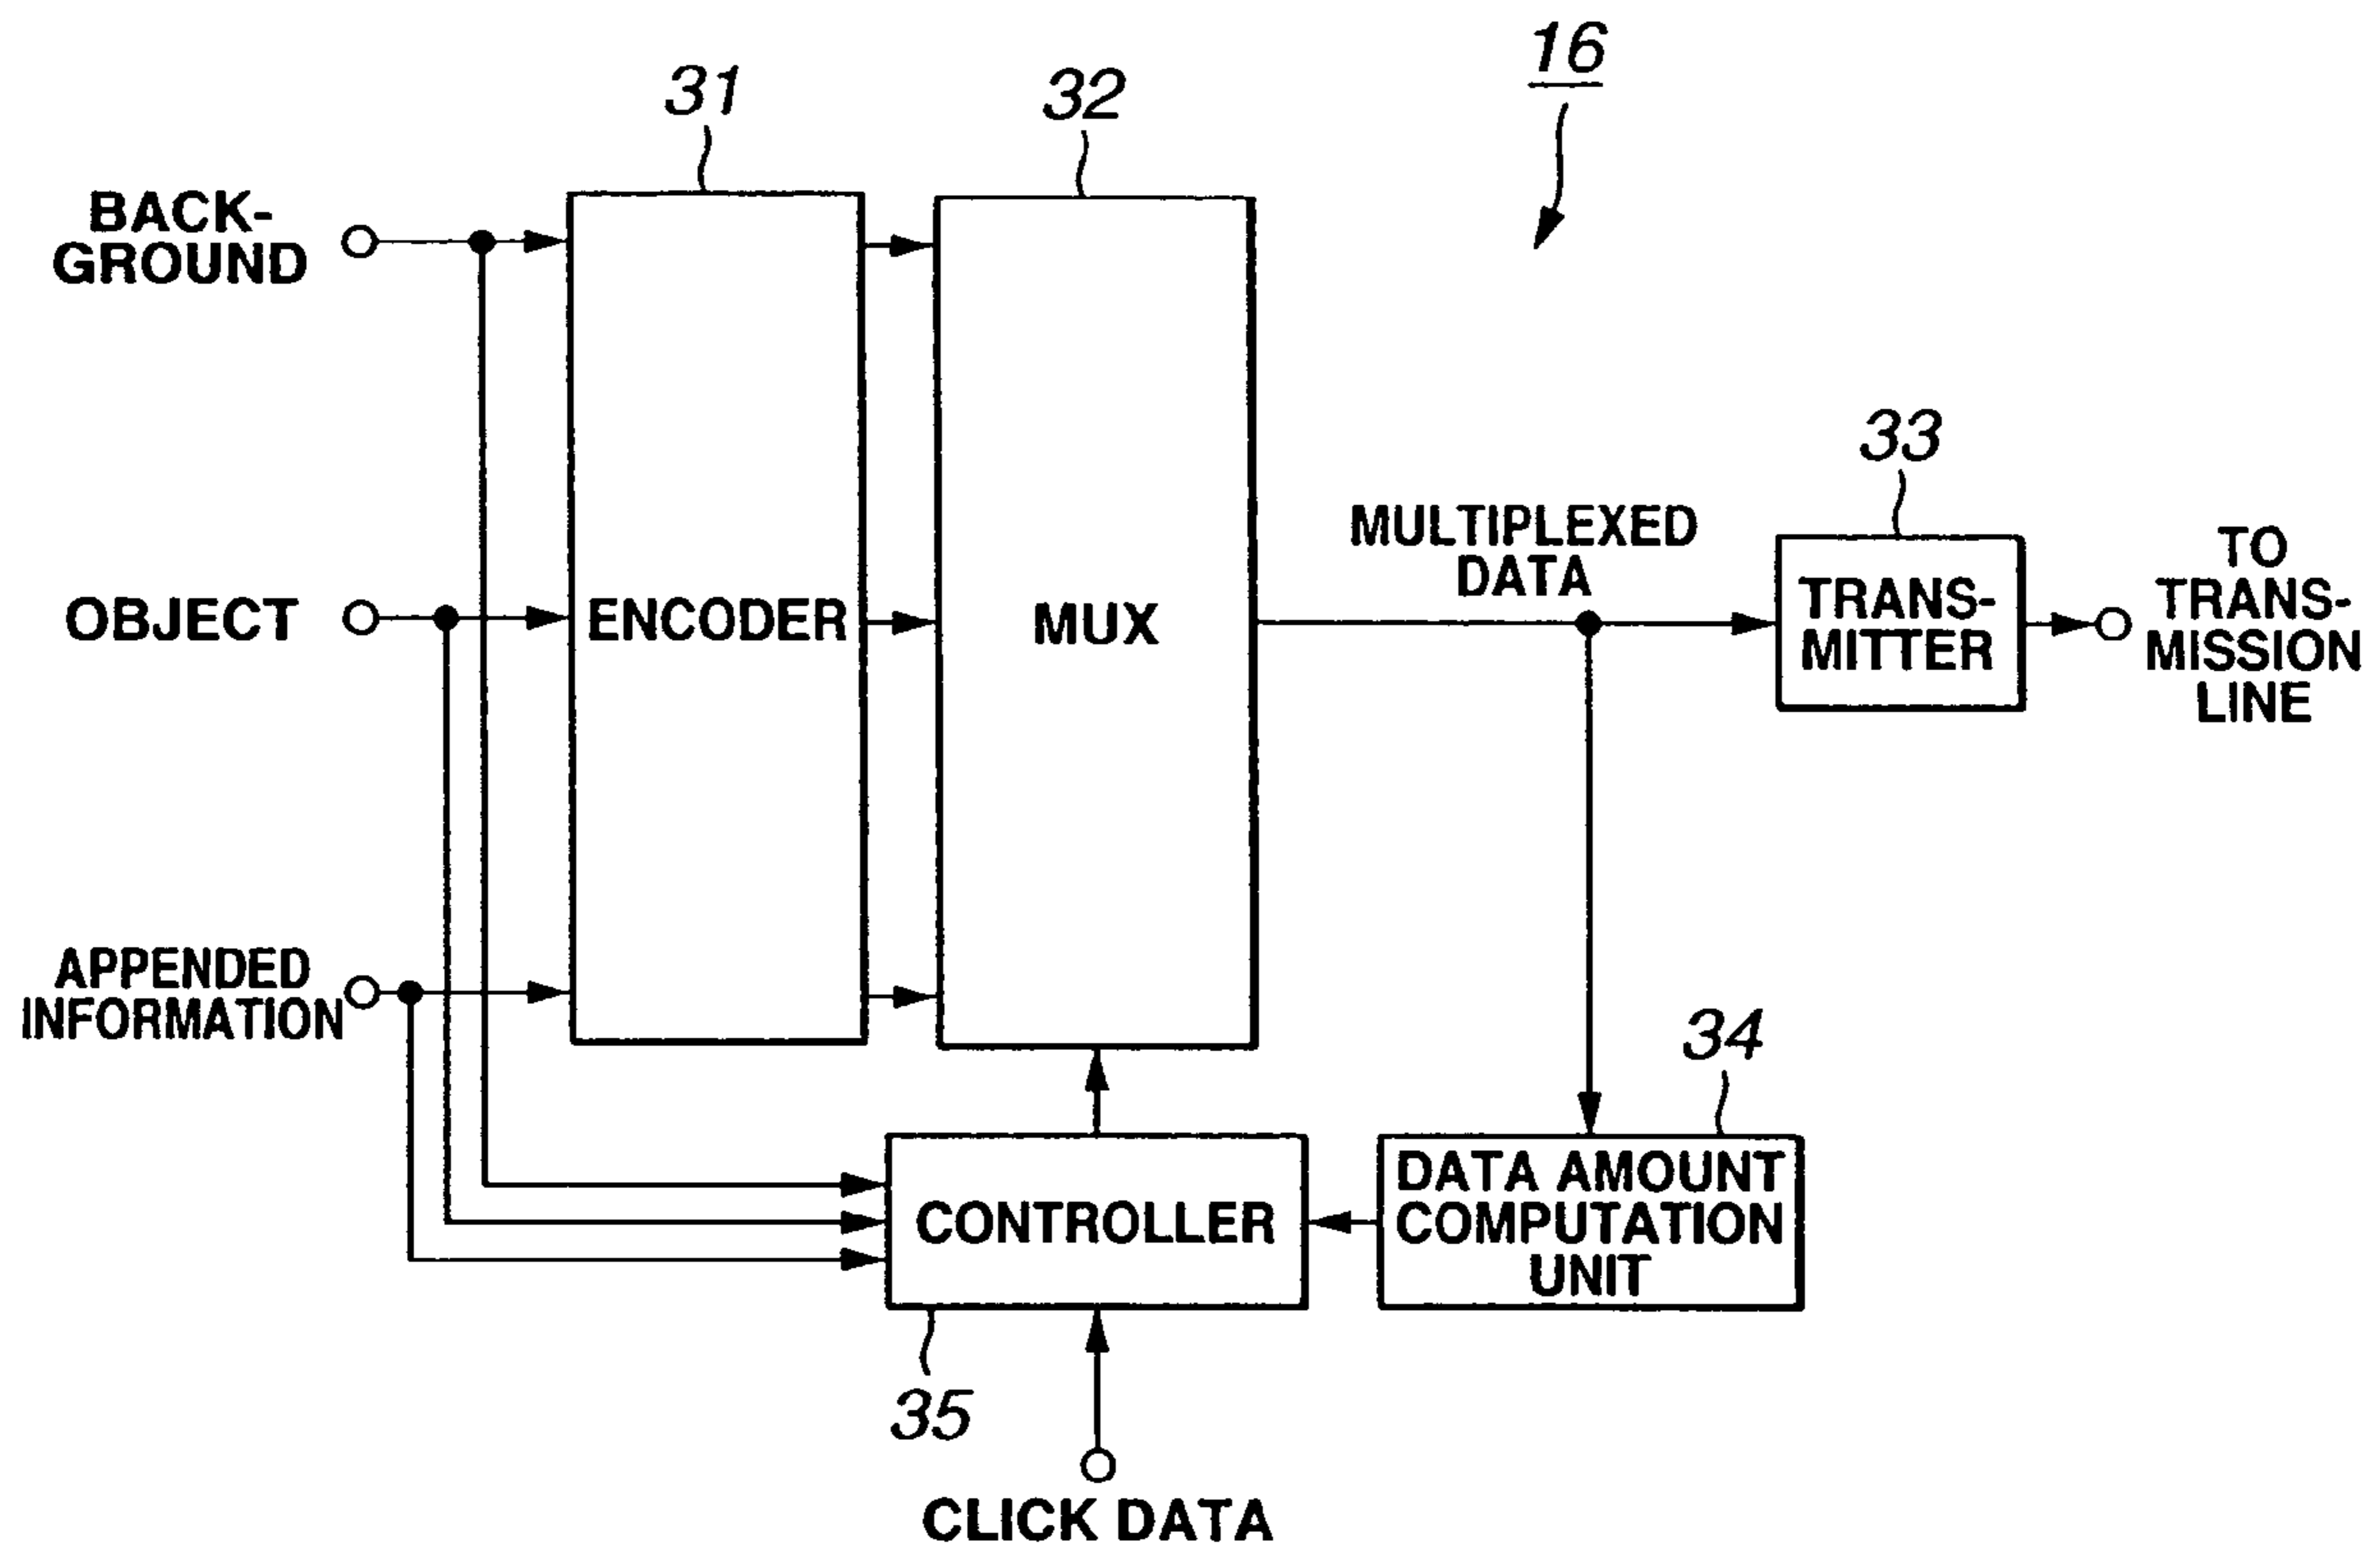 16
31
32
BACK-
GROUND
33
MULTIPLEXED
DATA
TO
TRANS-
MISSION
LINE
TRANS-
MITTER
OBJECT
ENCODER
MUX
APPENDED
INFORMATION
34
DATA AMOUNT
COMPUTATION
UNIT
CONTROLLER
35
CLICK DATA